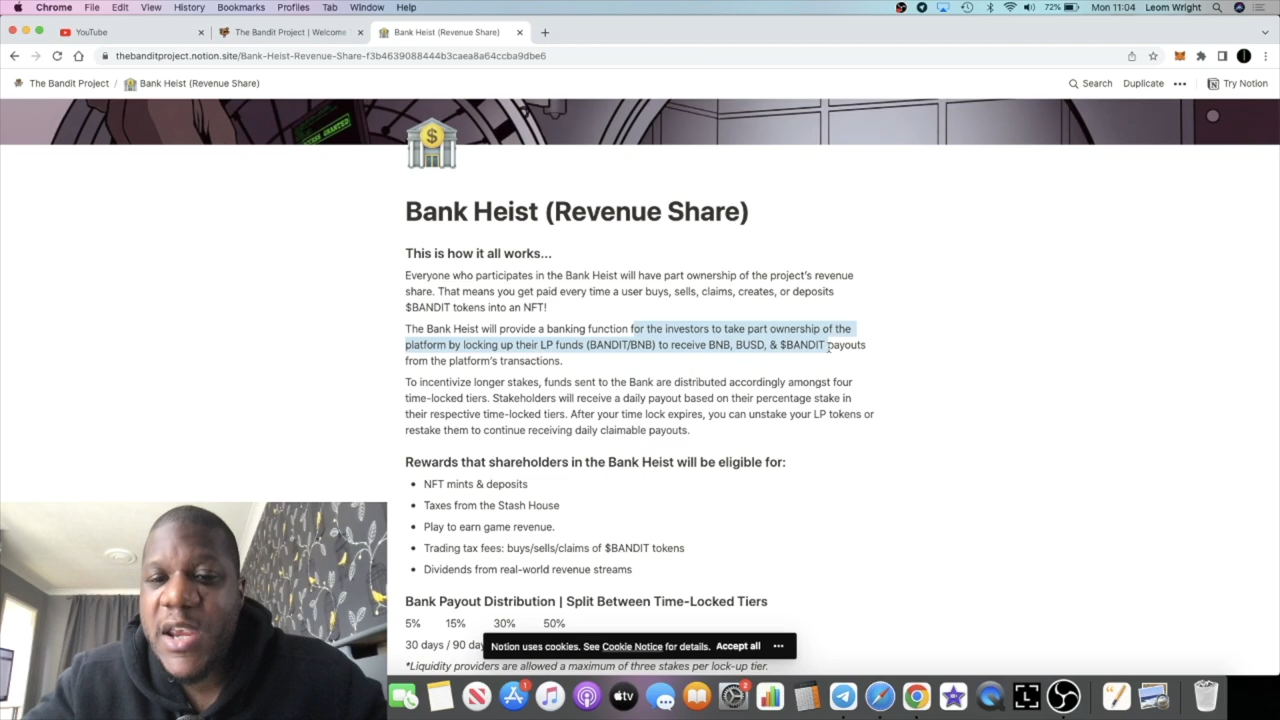 Chrome File Edit View History Bookmarks Profiles Tab Window Help 72% Mon 11:04 Leom Wright
YouTube The Bandit Project | Welcome Bank Heist (Revenue Share)
thebanditproject.notion.site/Bank-Heist-Revenue-Share-f3b4639088444b3caea8a64ccba9dbe6
The Bandit Project / Bank Heist (Revenue Share) Search Duplicate ••• Try Notion
Bank Heist (Revenue Share)
This is how it all works...
Everyone who participates in the Bank Heist will have part ownership of the project's revenue
share. That means you get paid every time a user buys, sells, claims, creates, or deposits
$BANDIT tokens into an NFT!
The Bank Heist will provide a banking function for the investors to take part ownership of the
platform by locking up their LP funds (BANDIT/BNB) to receive BNB, BUSD, & $BANDIT payouts
from the platform's transactions.
To incentivize longer stakes, funds sent to the Bank are distributed accordingly amongst four
time-locked tiers. Stakeholders will receive a daily payout based on their percentage stake in
their respective time-locked tiers. After your time lock expires, you can unstake your LP tokens or
restake them to continue receiving daily claimable payouts.
Rewards that shareholders in the Bank Heist will be eligible for:
• NFT mints & deposits
• Taxes from the Stash House
• Play to earn game revenue.
• Trading tax fees: buys/sells/claims of $BANDIT tokens
• Dividends from real-world revenue streams
Bank Payout Distribution | Split Between Time-Locked Tiers
5% 15% 30% 50%
30 days / 90
Notion uses cookies. See Cookie Notice for details. Accept all •••
*Liquidity providers are allowed a maximum of three stakes per lock-up tier.
tv